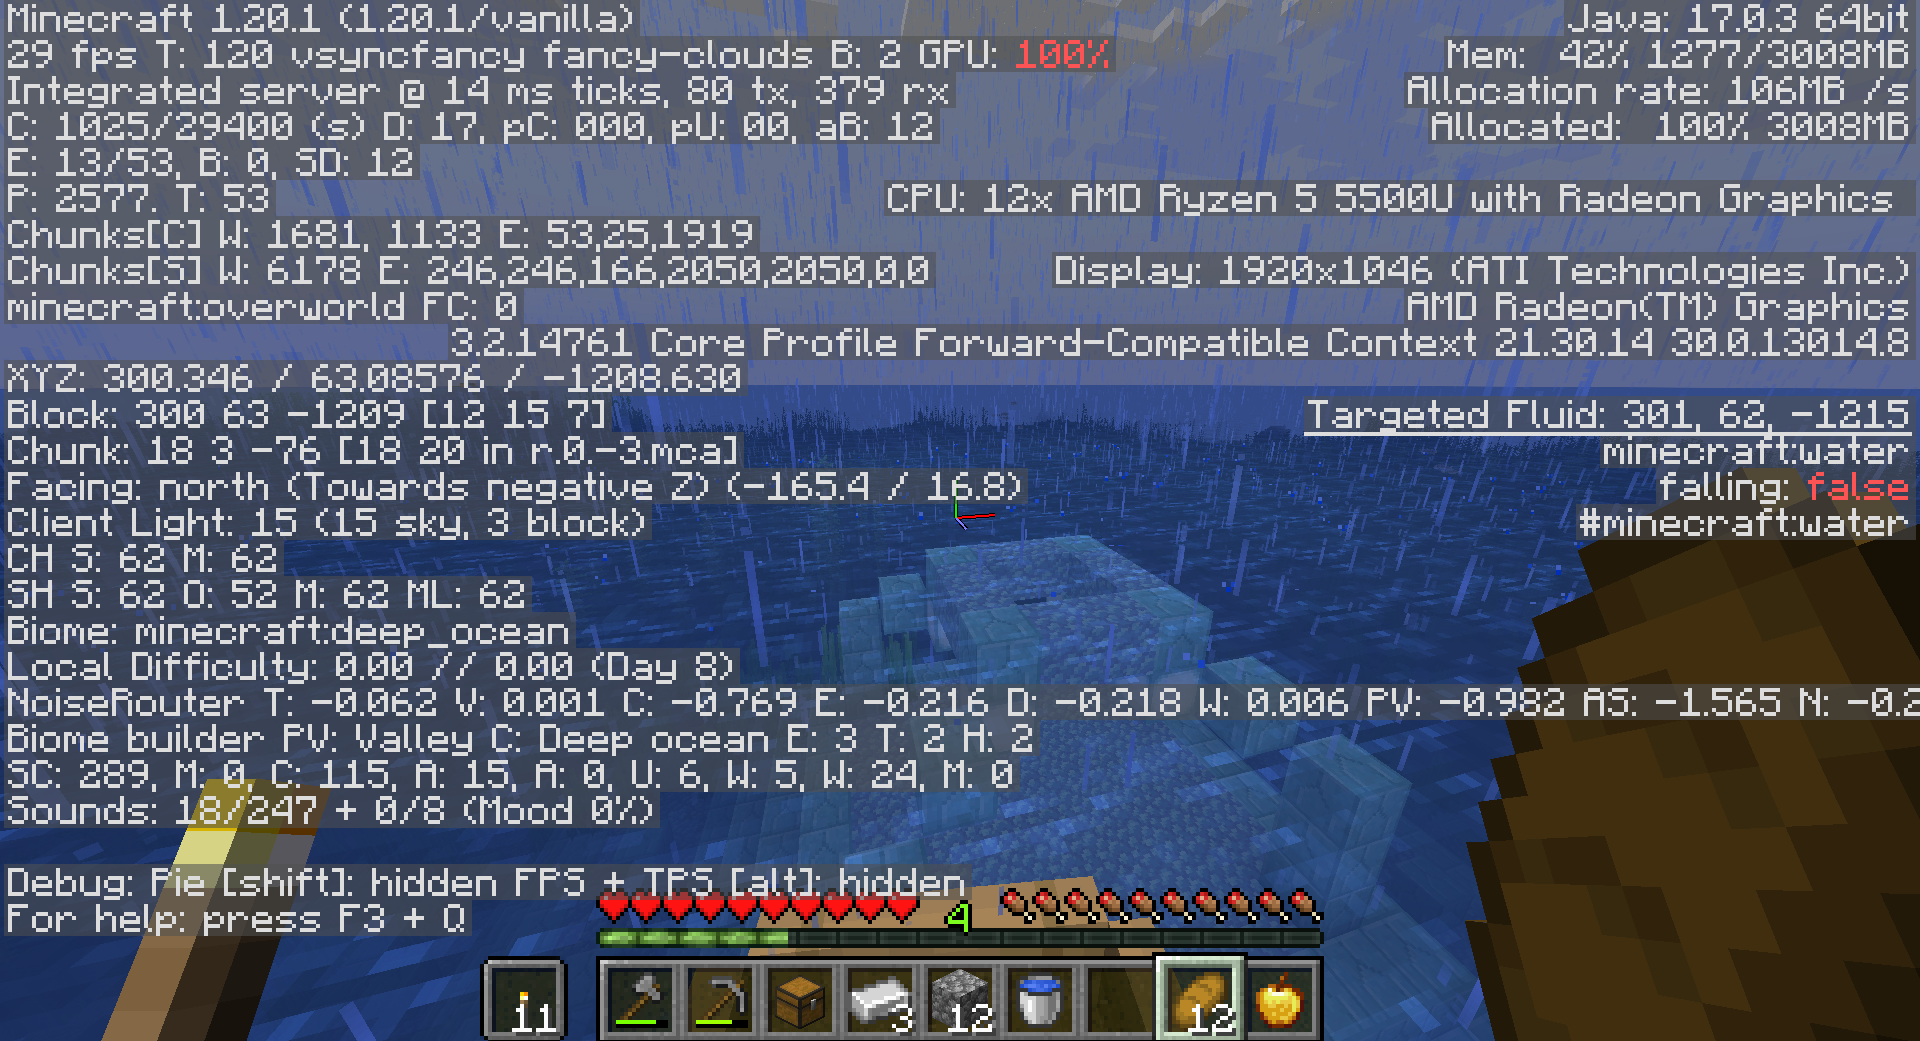 Minecraft 1.20.1 (1.20.1/vanilla)
29 fps T: 120 vsyncfancy fancy-clouds B: 2 GPU: 100%
Integrated server @ 14 ms ticks, 80 tx, 379 rx
C: 1025/29400 (s) D: 17, pC: 000, pU: 00, aB: 12
E: 13/53, B: 0, SD: 12
P: 2577. T: 53
Chunks[C] W: 1681, 1133 E: 53,25,1919
Chunks[S] W: 6178 E: 246,246,166,2050,2050,0,0
minecraft:overworld FC: 0
XYZ: 300.346 / 63.08576 / -1208.630
Block: 300 63 -1209 [12 15 7]
Chunk: 18 3 -76 [18 20 in r.0.-3.mca]
Facing: north (Towards negative Z) (-165.4 / 16.8)
Client Light: 15 (15 sky, 3 block)
CH S: 62 M: 62
SH S: 62 O: 52 M: 62 ML: 62
Biome: minecraft:deep_ocean
Local Difficulty: 0.00 // 0.00 (Day 8)
NoiseRouter T: -0.062 V: 0.001 C: -0.769 E: -0.216 D: -0.218 W: 0.006 PV: -0.982 AS: -1.565 N: -0.2
Biome builder PV: Valley C: Deep ocean E: 3 T: 2 H: 2
SC: 289, M: 0, C: 115, A: 15, A: 0, U: 6, W: 5, W: 24, M: 0
Sounds: 18/247 + 0/8 (Mood 0%)
Debug: Pie [shift]: hidden FPS + TPS [alt]: hidden
For help: press F3 + Q
Java: 17.0.3 64bit
Mem: 42% 1277/3008MB
Allocation rate: 106MB /s
Allocated: 100% 3008MB
CPU: 12x AMD Ryzen 5 5500U with Radeon Graphics
Display: 1920x1046 (ATI Technologies Inc.)
AMD Radeon(TM) Graphics
3.2.14761 Core Profile Forward-Compatible Context 21.30.14 30.0.13014.8
Targeted Fluid: 301, 62, -1215
minecraft:water
falling: false
#minecraft:water
4
11
3
12
12